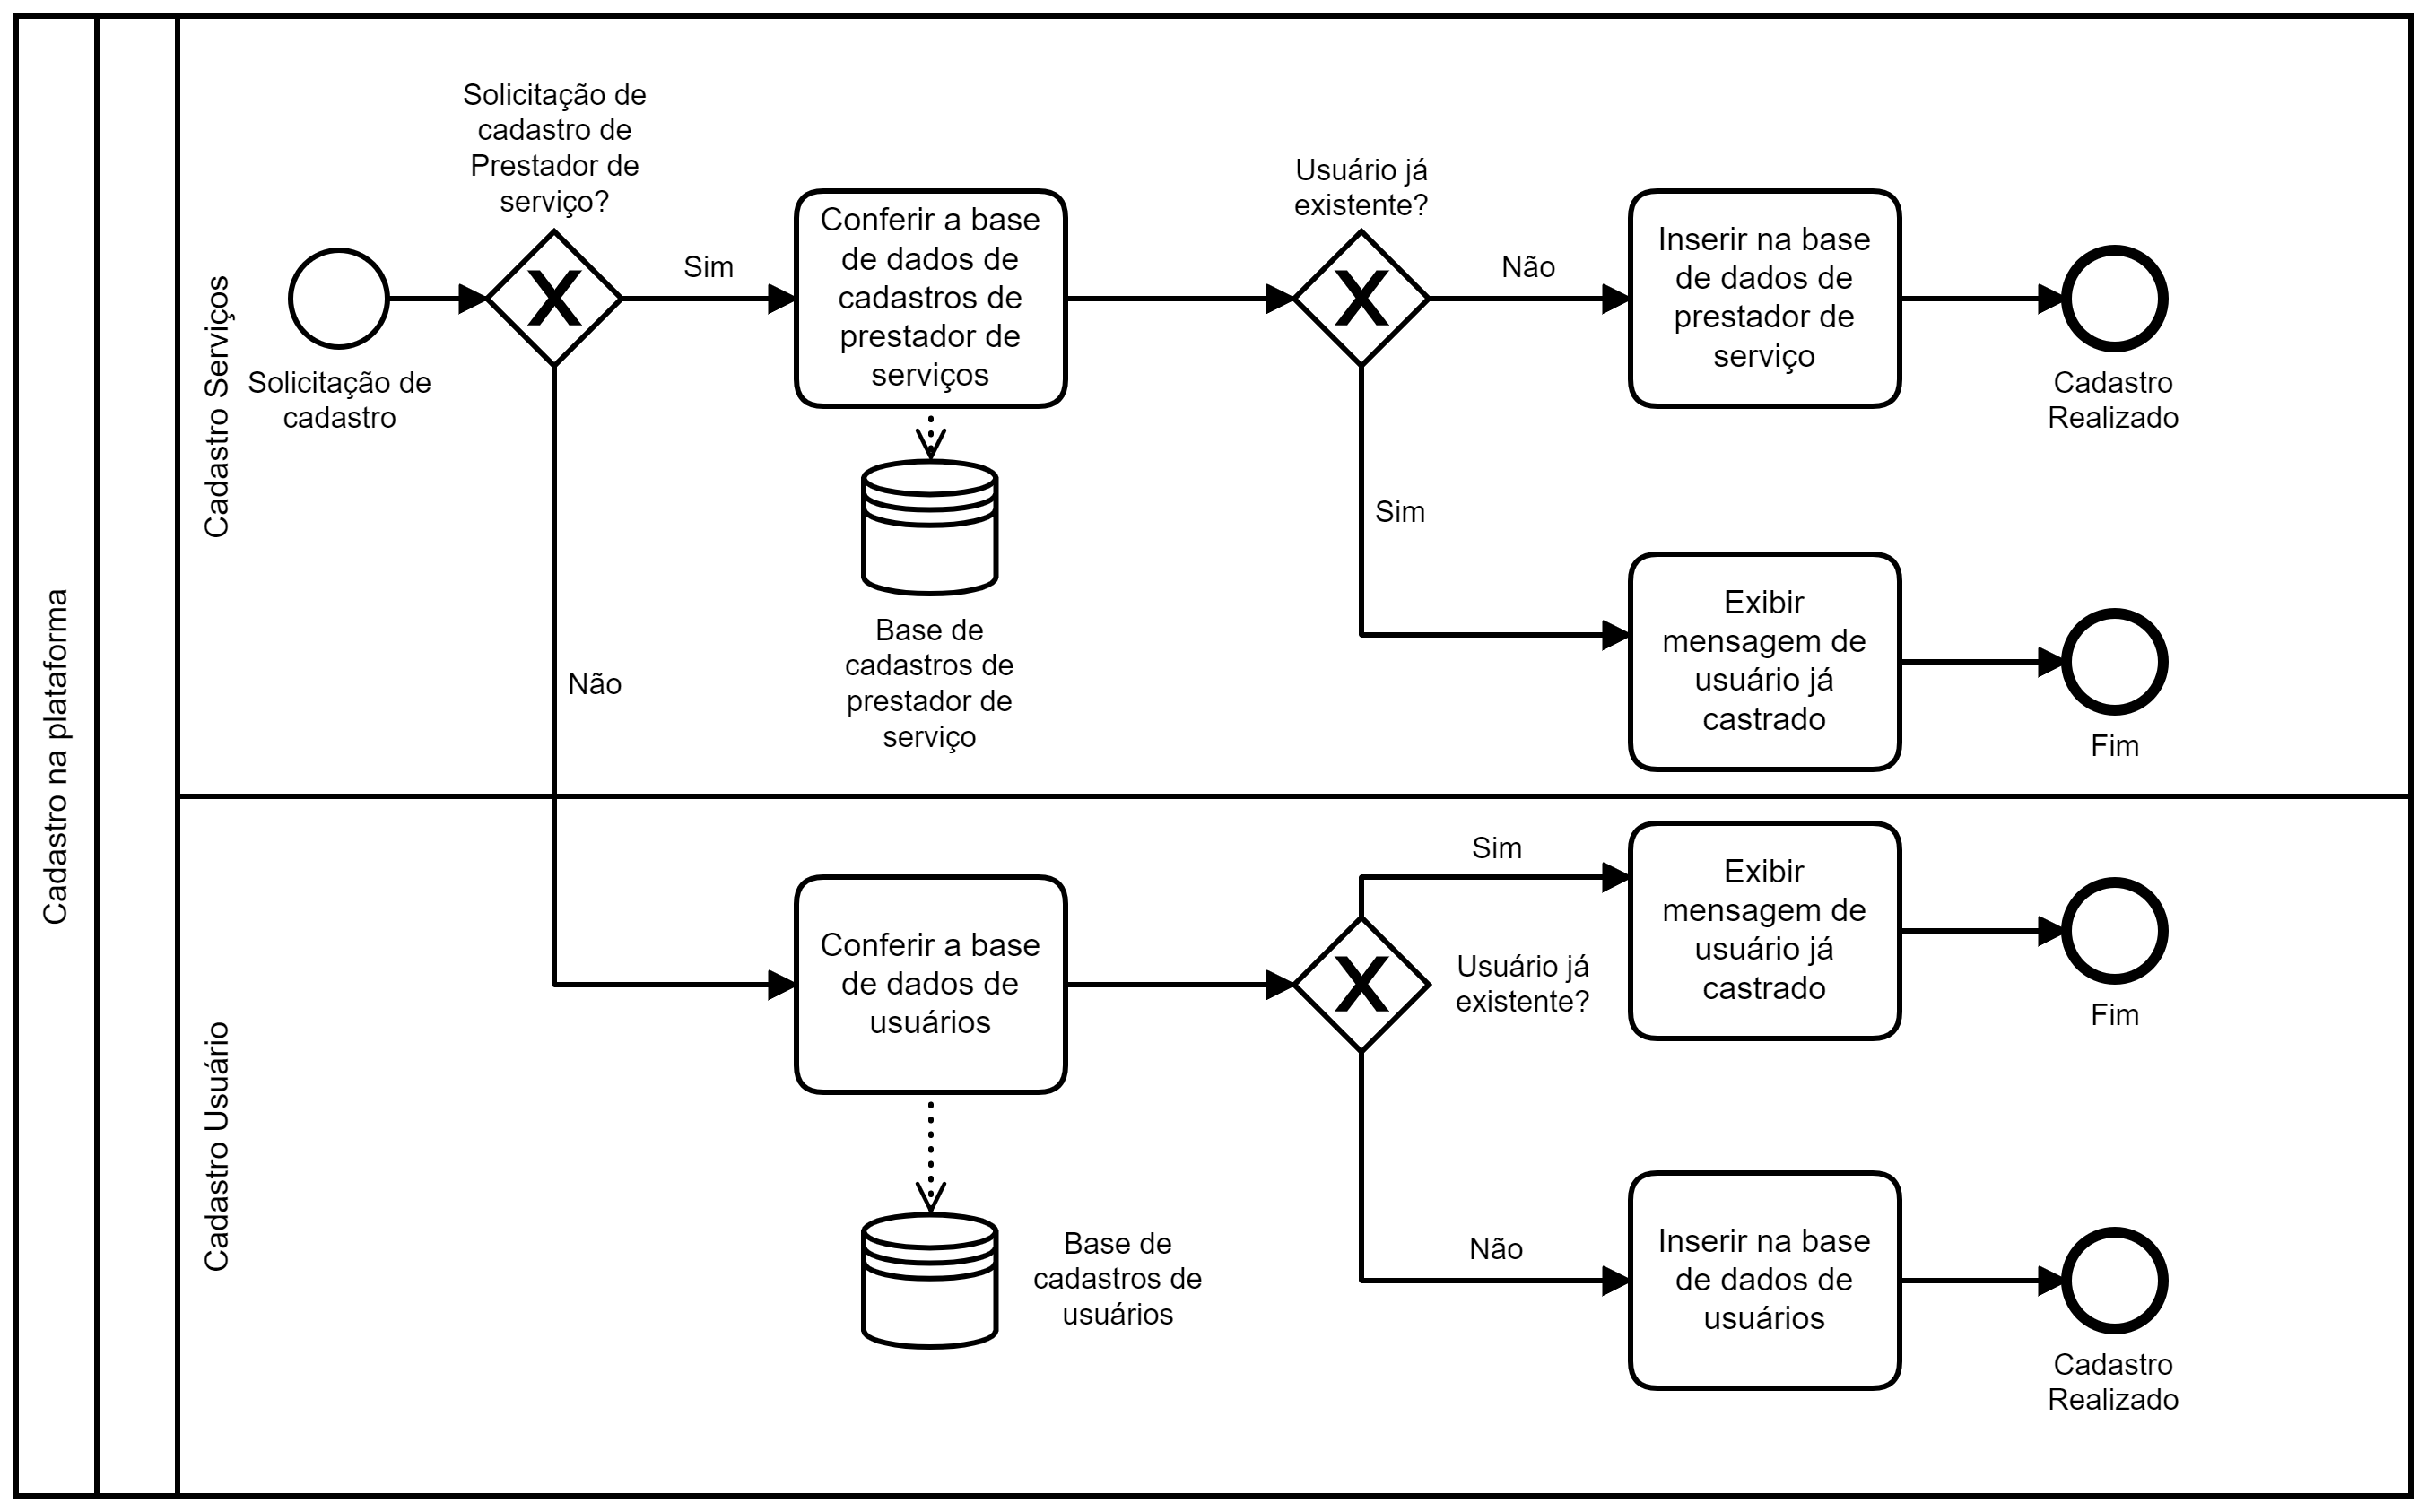 Cadastro na plataforma
Cadastro Serviços
Solicitação de
cadastro
Solicitação de
cadastro de
Prestador de
serviço?
Sim
Não
Conferir a base
de dados de
cadastros de
prestador de
serviços
Base de
cadastros de
prestador de
serviço
Usuário já
existente?
Não
Sim
Inserir na base
de dados de
prestador de
serviço
Cadastro
Realizado
Exibir
mensagem de
usuário já
castrado
Fim
Cadastro Usuário
Conferir a base
de dados de
usuários
Base de
cadastros de
usuários
Usuário já
existente?
Sim
Exibir
mensagem de
usuário já
castrado
Fim
Não
Inserir na base
de dados de
usuários
Cadastro
Realizado